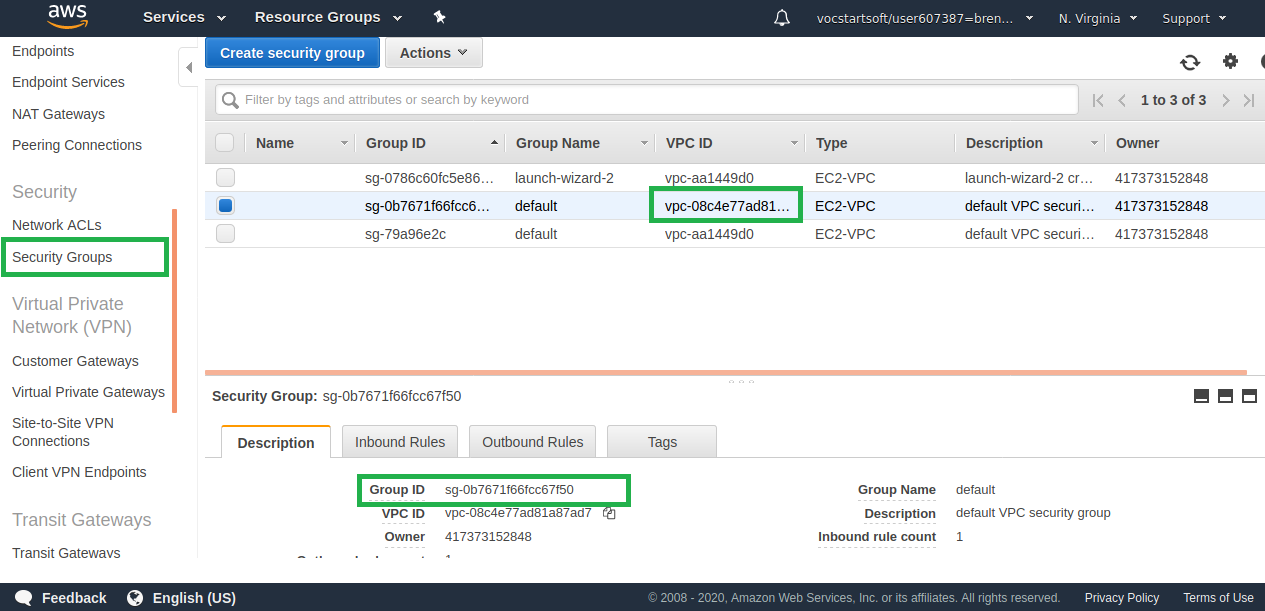 aws Services Resource Groups vocstartsoft/user607387=bren... N. Virginia Support
Endpoints
Endpoint Services
NAT Gateways
Peering Connections
Security
Network ACLs
Security Groups
Virtual Private
Network (VPN)
Customer Gateways
Virtual Private Gateways
Site-to-Site VPN
Connections
Client VPN Endpoints
Transit Gateways
Transit Gateways
Create security group Actions
Filter by tags and attributes or search by keyword 1 to 3 of 3
Name Group ID Group Name VPC ID Type Description Owner
sg-0786c60fc5e86... launch-wizard-2 vpc-aa1449d0 EC2-VPC launch-wizard-2 cr... 417373152848
sg-0b7671f66fcc6... default vpc-08c4e77ad81... EC2-VPC default VPC securi... 417373152848
sg-79a96e2c default vpc-aa1449d0 EC2-VPC default VPC securi... 417373152848
Security Group: sg-0b7671f66fcc67f50
Description Inbound Rules Outbound Rules Tags
Group ID sg-0b7671f66fcc67f50 Group Name default
VPC ID vpc-08c4e77ad81a87ad7 Description default VPC security group
Owner 417373152848 Inbound rule count 1
Feedback English (US) © 2008 - 2020, Amazon Web Services, Inc. or its affiliates. All rights reserved. Privacy Policy Terms of Use